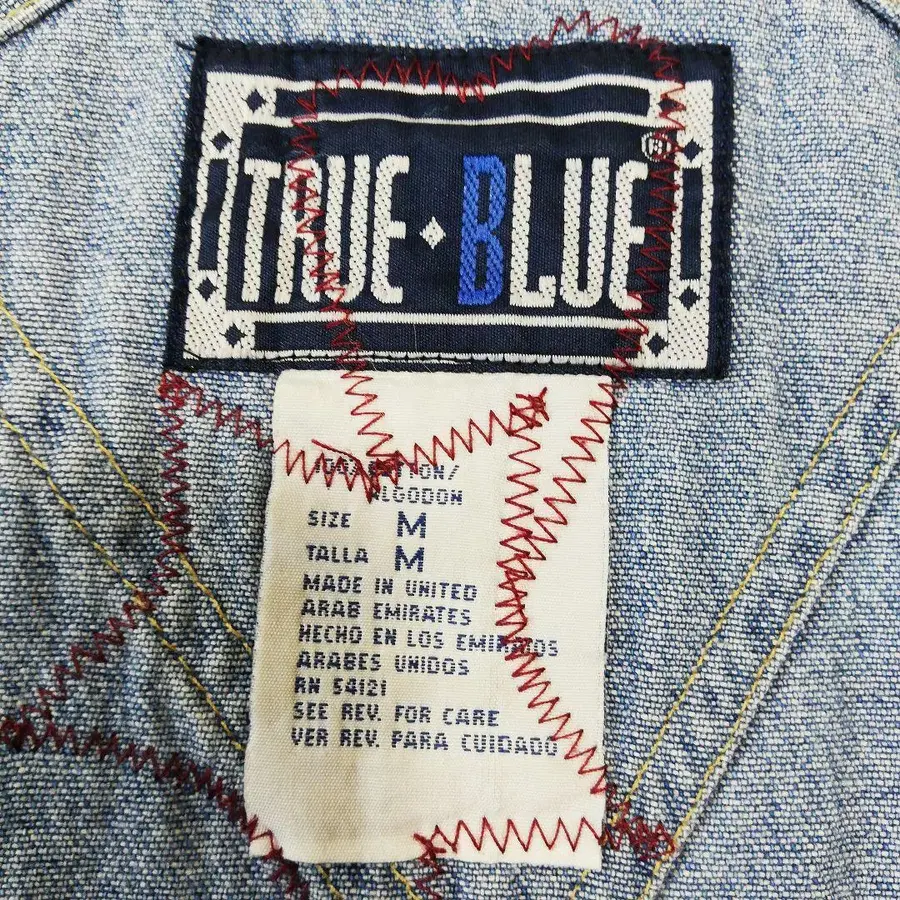 TRUE BLUE
ALGODON
SIZE M
TALLA M
MADE IN UNITED
ARAB EMIRATES
HECHO EN LOS EMIRATOS
ARABES UNIDOS
RN 54121
SEE REV. FOR CARE
VER REV. PARA CUIDADO